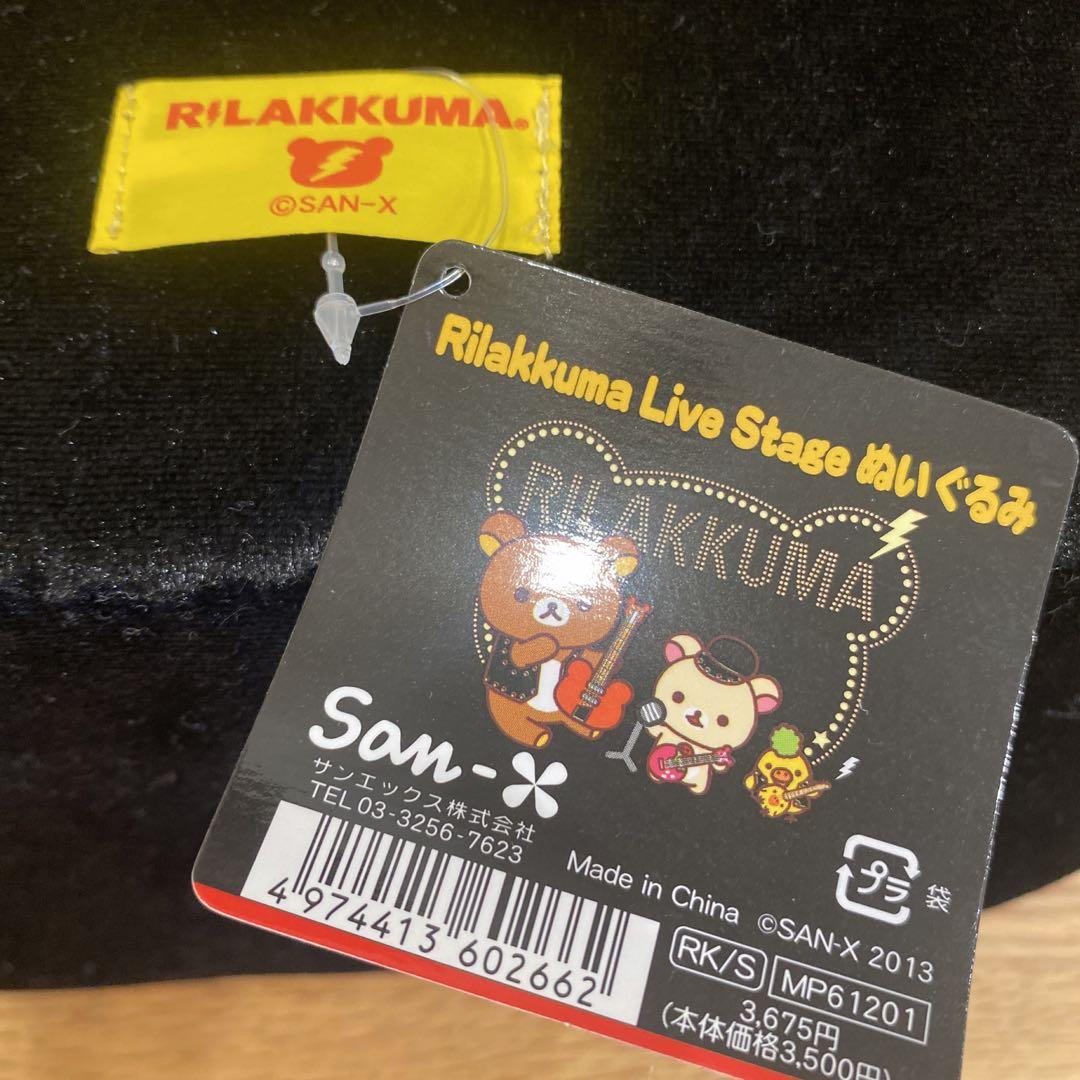 RILAKKUMA®
©SAN-X
Rilakkuma Live Stage ぬいぐるみ
RILAKKUMA
San-X
サンエックス株式会社
TEL 03-3256-7623
Made in China ©SAN-X 2013
プラ 袋
4 974413 602662
RK/S MP61201
3,675円
(本体価格3,500円)